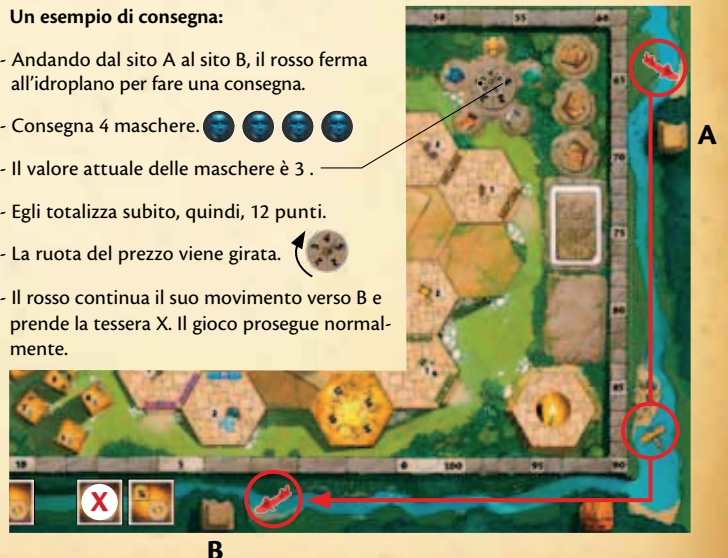 Un esempio di consegna:
- Andando dal sito A al sito B, il rosso ferma
all'idroplano per fare una consegna.
- Consegna 4 maschere.
- Il valore attuale delle maschere è 3 .
- Egli totalizza subito, quindi, 12 punti.
- La ruota del prezzo viene girata.
- Il rosso continua il suo movimento verso B e
prende la tessera X. Il gioco prosegue normal-
mente.
50 55 60
65
A
70
75
80
85
10 5 0 100 95 90
X
B